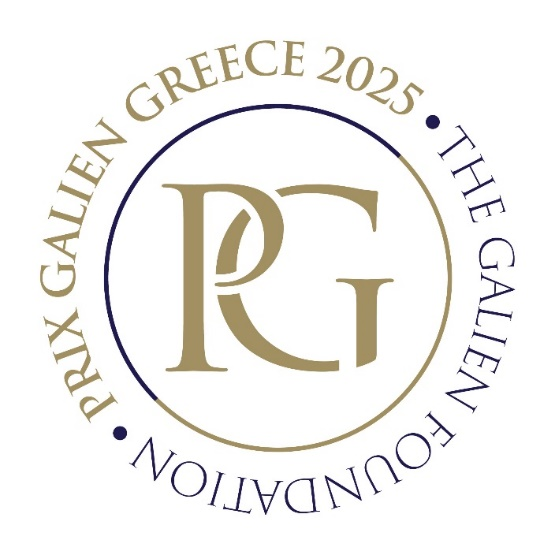 PRIX GALIEN GREECE 2025
• THE GALIEN FOUNDATION •
PG